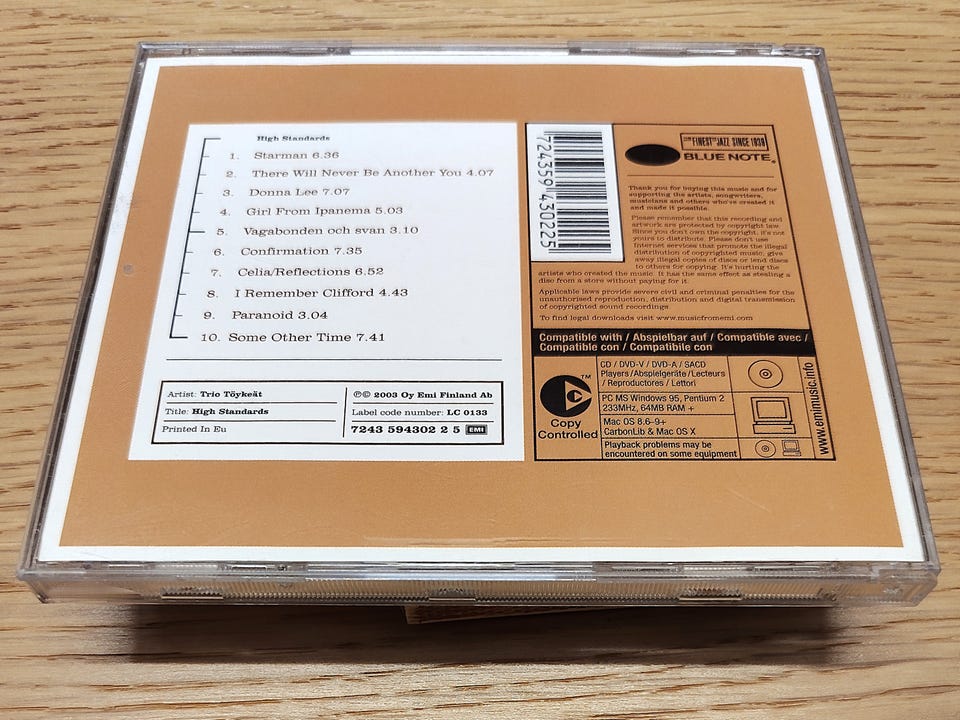 High Standards
1. Starman 6.36
2. There Will Never Be Another You 4.07
3. Donna Lee 7.07
4. Girl From Ipanema 5.03
5. Vagabonden och svan 3.10
6. Confirmation 7.35
7. Celia/Reflections 6.52
8. I Remember Clifford 4.43
9. Paranoid 3.04
10. Some Other Time 7.41
Artist: Trio Töykeät
Title: High Standards
Printed In Eu
℗© 2003 Oy Emi Finland Ab
Label code number: LC 0133
7243 594302 2 5 EMI
724359430225
FINEST JAZZ SINCE 1939
BLUE NOTE®
Thank you for buying this music and for
supporting the artists, songwriters,
musicians and others who've created it
and made it possible.
Please remember that this recording and
artwork are protected by copyright law.
Since you don't own the copyright, it's not
yours to distribute. Please don't use
Internet services that promote the illegal
distribution of copyrighted music, give
away illegal copies of discs or lend discs
to others for copying. It's hurting the
artists who created the music. It has the same effect as stealing a
disc from a store without paying for it.
Applicable laws provide severe civil and criminal penalties for the
unauthorised reproduction, distribution and digital transmission
of copyrighted sound recordings.
To find legal downloads visit www.musicfromemi.com
Compatible with / Abspielbar auf / Compatible avec /
Compatible con / Compatibile con
TM
Copy
Controlled
CD / DVD-V / DVD-A / SACD
Players/Abspielgeräte/Lecteurs
/ Reproductores / Lettori
PC MS Windows 95, Pentium 2
233MHz, 64MB RAM +
Mac OS 8.6-9+
CarbonLib & Mac OS X
Playback problems may be
encountered on some equipment
www.emimusic.info